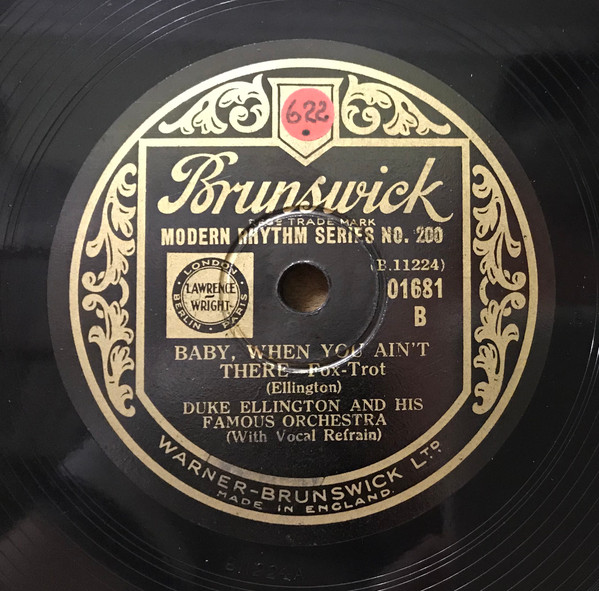 622
Brunswick
REGD TRADE MARK
MODERN RHYTHM SERIES NO. 200
LONDON
LAWRENCE
WRIGHT
BERLIN PARIS
(B.11224)
01681
B
BABY, WHEN YOU AIN'T
THERE—Fox-Trot
(Ellington)
DUKE ELLINGTON AND HIS
FAMOUS ORCHESTRA
(With Vocal Refrain)
WARNER-BRUNSWICK LTD
MADE IN ENGLAND.